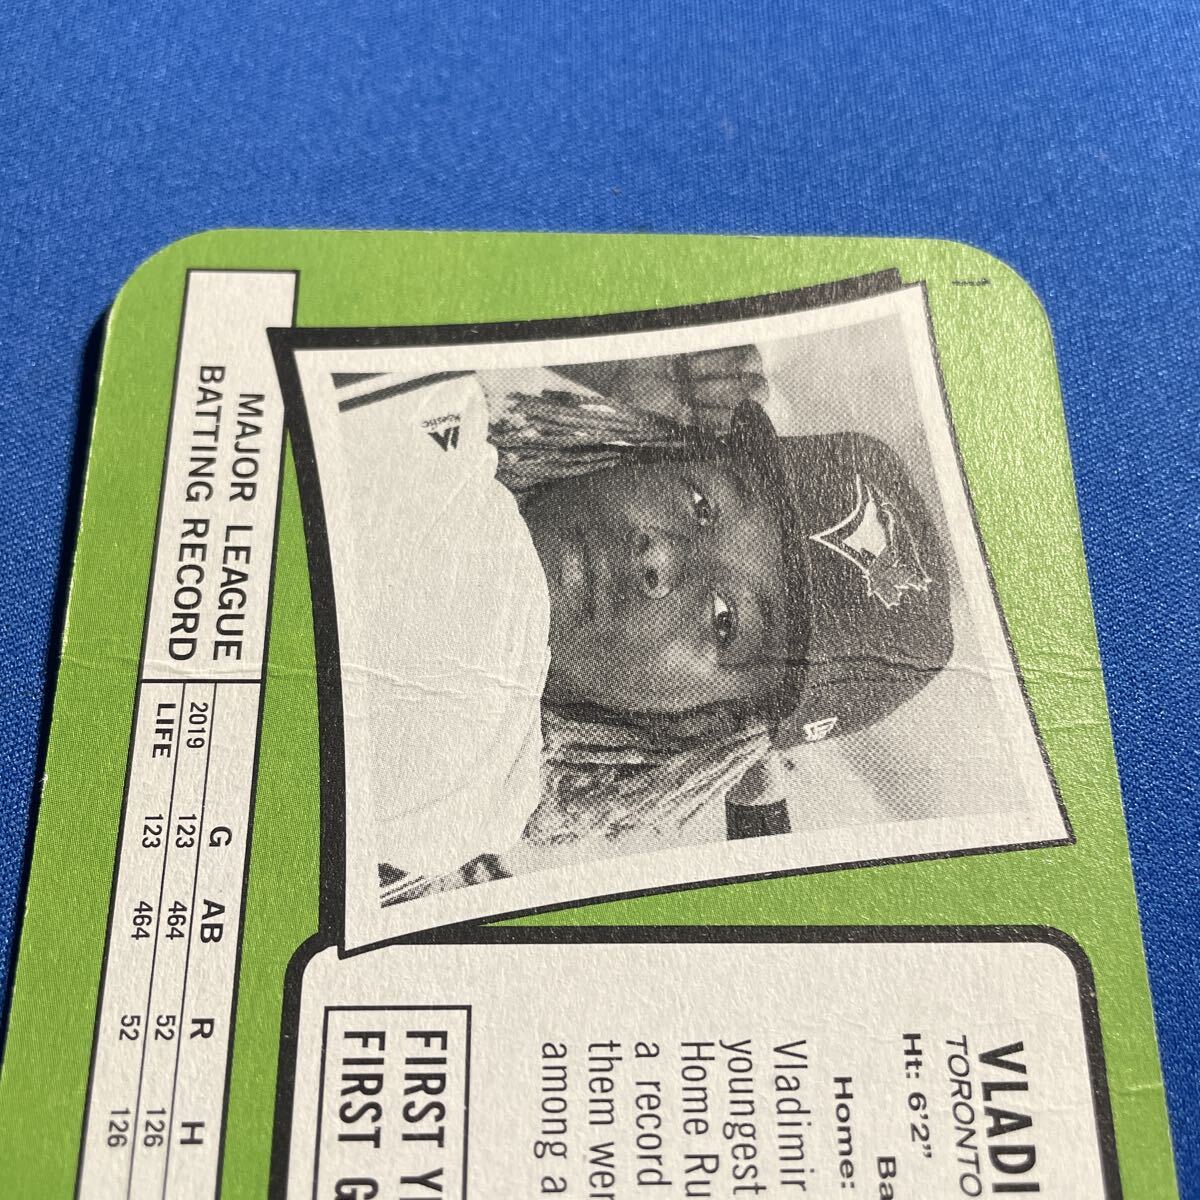 VLADI
TORONTO
Ht: 6'2"
Ba
Home:
Vladimir
youngest
Home Ru
a record
them wer
among a
FIRST Y
FIRST G
Majestic
MAJOR LEAGUE
BATTING RECORD
G AB R H
2019 123 464 52 126
LIFE 123 464 52 126